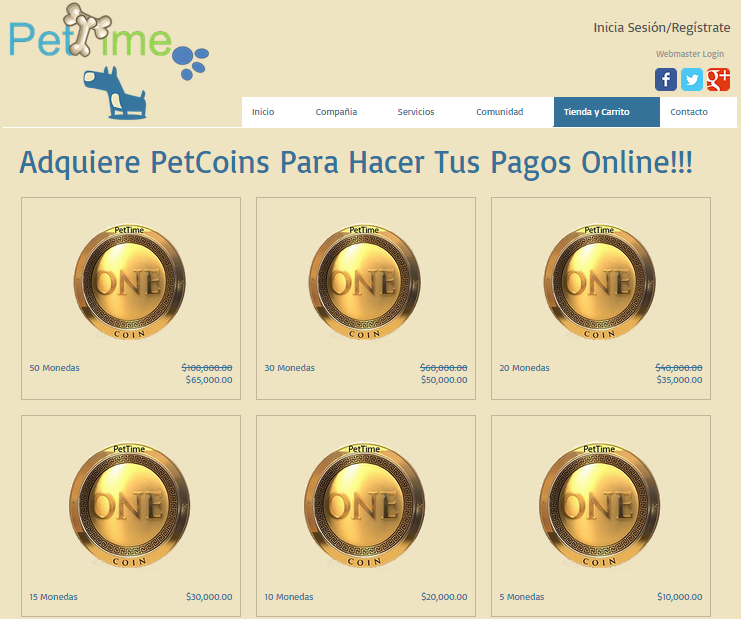 PetTime
Inicia Sesión/Regístrate
Webmaster Login
f g+
Inicio Compañia Servicios Comunidad Tienda y Carrito Contacto
Adquiere PetCoins Para Hacer Tus Pagos Online!!!
PetTime PetTime PetTime
ONE ONE ONE
COIN COIN COIN
50 Monedas $100,000.00 30 Monedas $60,000.00 20 Monedas $40,000.00
$65,000.00 $50,000.00 $35,000.00
PetTime PetTime PetTime
ONE ONE ONE
COIN COIN COIN
15 Monedas $30,000.00 10 Monedas $20,000.00 5 Monedas $10,000.00